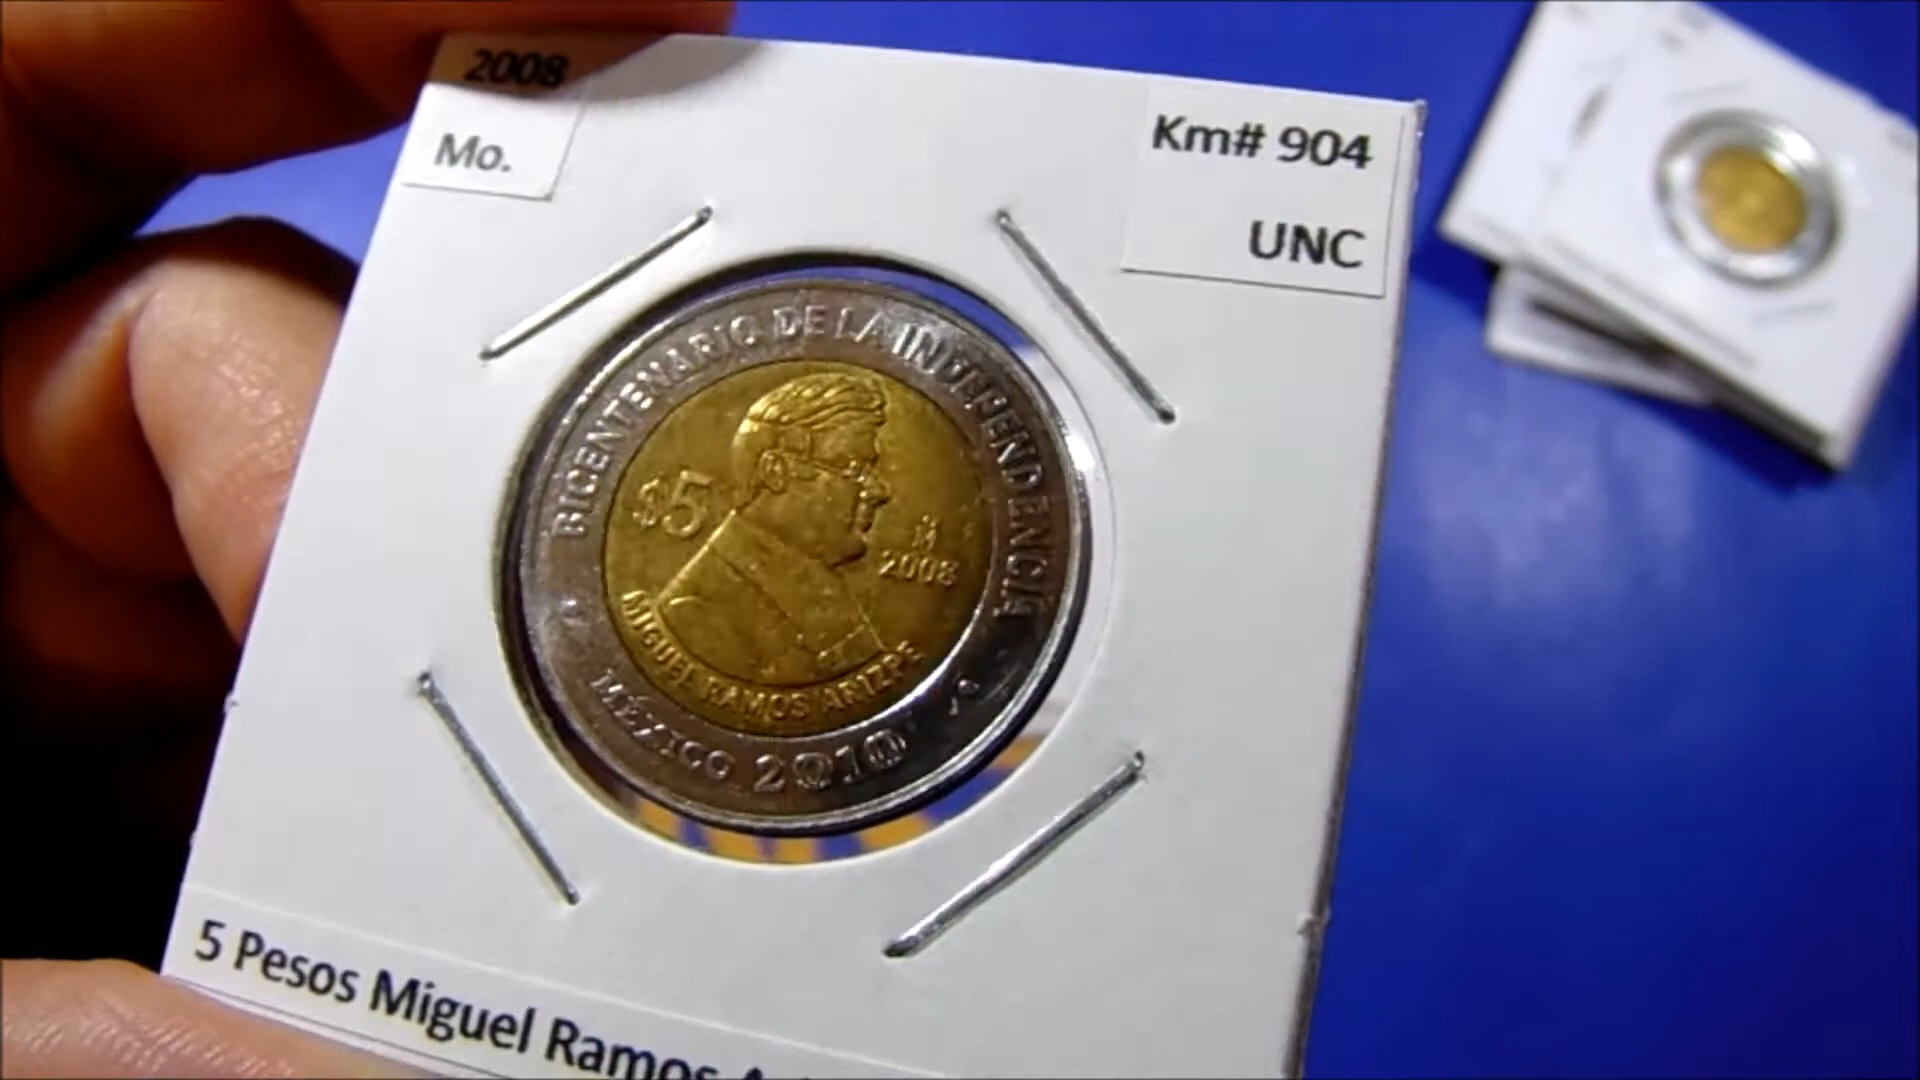 2008
Mo.
Km# 904
UNC
BICENTENARIO DE LA INDEPENDENCIA
$5
M
2008
MIGUEL RAMOS ARIZPE
MÉXICO 2010
5 Pesos Miguel Ramos